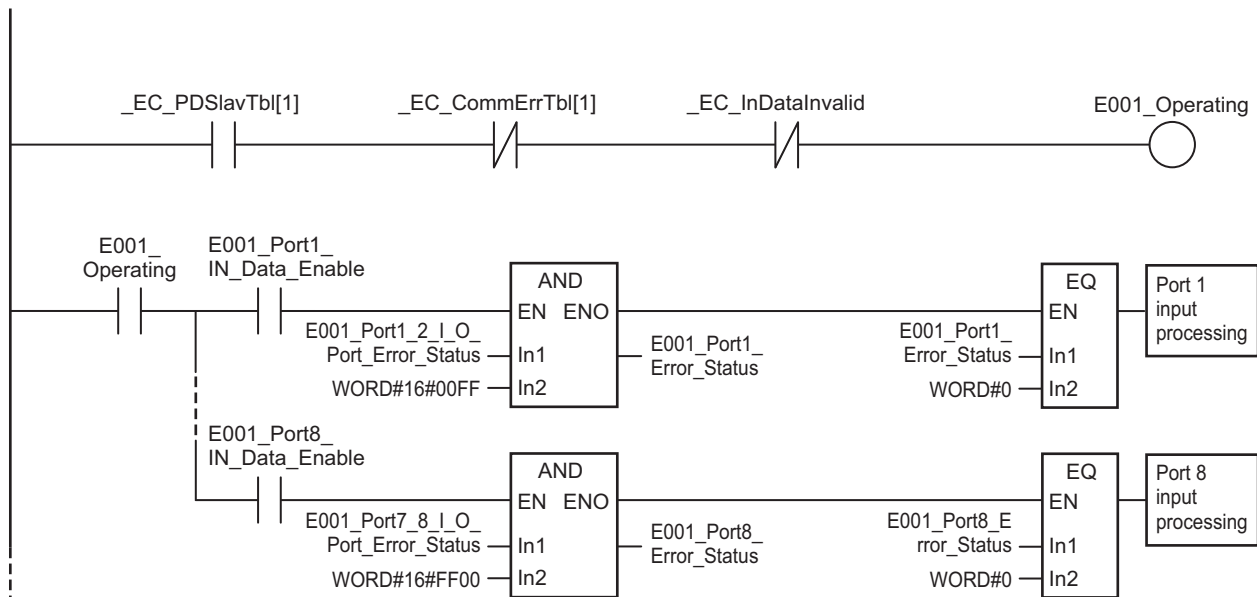 _EC_PDSlavTbl[1]
_EC_CommErrTbl[1]
_EC_InDataInvalid
E001_Operating
E001_
Operating
E001_Port1_
IN_Data_Enable
AND
EN ENO
E001_Port1_2_I_O_
Port_Error_Status
In1
WORD#16#00FF
In2
E001_Port1_
Error_Status
EQ
EN
E001_Port1_
Error_Status
In1
WORD#0
In2
Port 1
input
processing
E001_Port8_
IN_Data_Enable
AND
EN ENO
E001_Port7_8_I_O_
Port_Error_Status
In1
WORD#16#FF00
In2
E001_Port8_
Error_Status
EQ
EN
E001_Port8_E
rror_Status
In1
WORD#0
In2
Port 8
input
processing